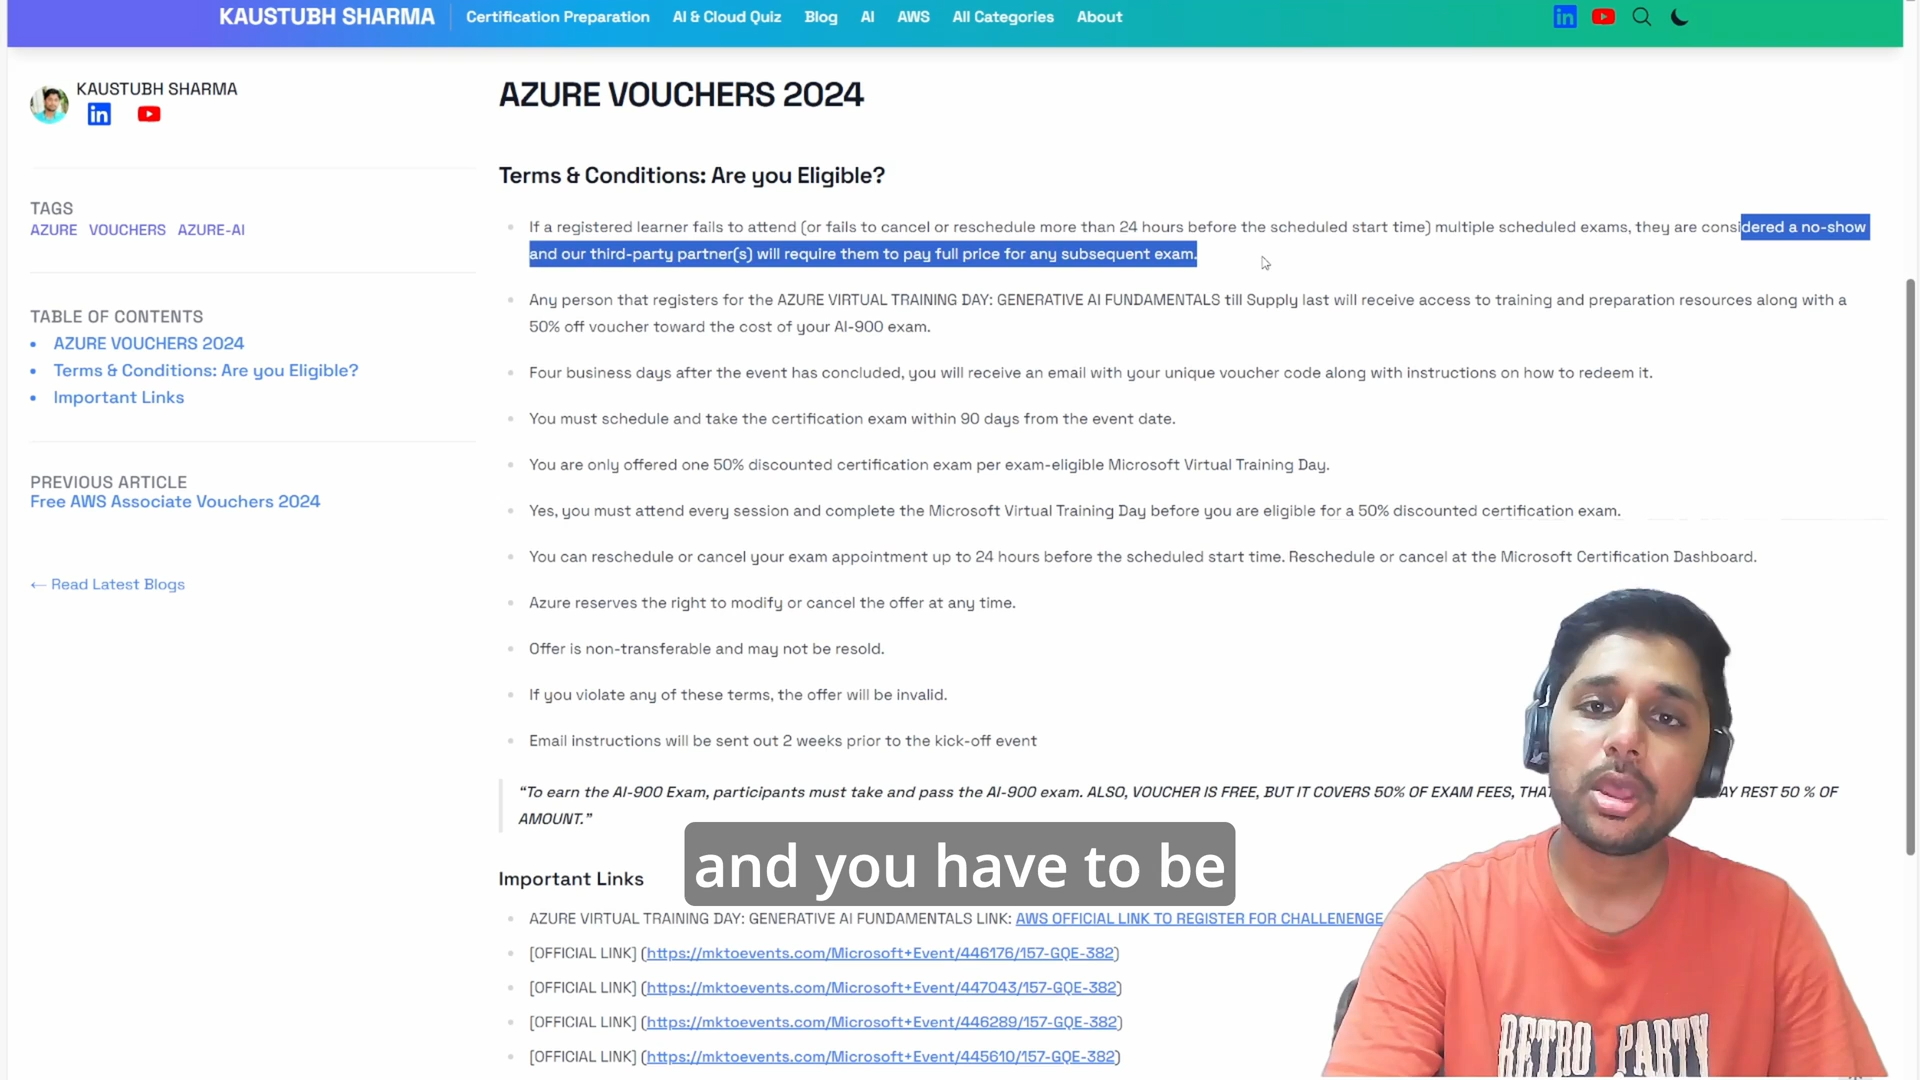 KAUSTUBH SHARMA
Certification Preparation AI & Cloud Quiz Blog AI AWS All Categories About
KAUSTUBH SHARMA
TAGS
AZURE VOUCHERS AZURE-AI
TABLE OF CONTENTS
AZURE VOUCHERS 2024
Terms & Conditions: Are you Eligible?
Important Links
PREVIOUS ARTICLE
Free AWS Associate Vouchers 2024
← Read Latest Blogs
AZURE VOUCHERS 2024
Terms & Conditions: Are you Eligible?
If a registered learner fails to attend (or fails to cancel or reschedule more than 24 hours before the scheduled start time) multiple scheduled exams, they are considered a no-show
and our third-party partner(s) will require them to pay full price for any subsequent exam.
Any person that registers for the AZURE VIRTUAL TRAINING DAY: GENERATIVE AI FUNDAMENTALS till Supply last will receive access to training and preparation resources along with a
50% off voucher toward the cost of your AI-900 exam.
Four business days after the event has concluded, you will receive an email with your unique voucher code along with instructions on how to redeem it.
You must schedule and take the certification exam within 90 days from the event date.
You are only offered one 50% discounted certification exam per exam-eligible Microsoft Virtual Training Day.
Yes, you must attend every session and complete the Microsoft Virtual Training Day before you are eligible for a 50% discounted certification exam.
You can reschedule or cancel your exam appointment up to 24 hours before the scheduled start time. Reschedule or cancel at the Microsoft Certification Dashboard.
Azure reserves the right to modify or cancel the offer at any time.
Offer is non-transferable and may not be resold.
If you violate any of these terms, the offer will be invalid.
Email instructions will be sent out 2 weeks prior to the kick-off event
“To earn the AI-900 Exam, participants must take and pass the AI-900 exam. ALSO, VOUCHER IS FREE, BUT IT COVERS 50% OF EXAM FEES, REST 50 % OF
AMOUNT.”
and you have to be
Important Links
AZURE VIRTUAL TRAINING DAY: GENERATIVE AI FUNDAMENTALS LINK: AWS OFFICIAL LINK TO REGISTER FOR CHALLENENGE
[OFFICIAL LINK] (https://mktoevents.com/Microsoft+Event/446176/157-GQE-382)
[OFFICIAL LINK] (https://mktoevents.com/Microsoft+Event/447043/157-GQE-382)
[OFFICIAL LINK] (https://mktoevents.com/Microsoft+Event/446289/157-GQE-382)
[OFFICIAL LINK] (https://mktoevents.com/Microsoft+Event/445610/157-GQE-382)
RETRO PARTY